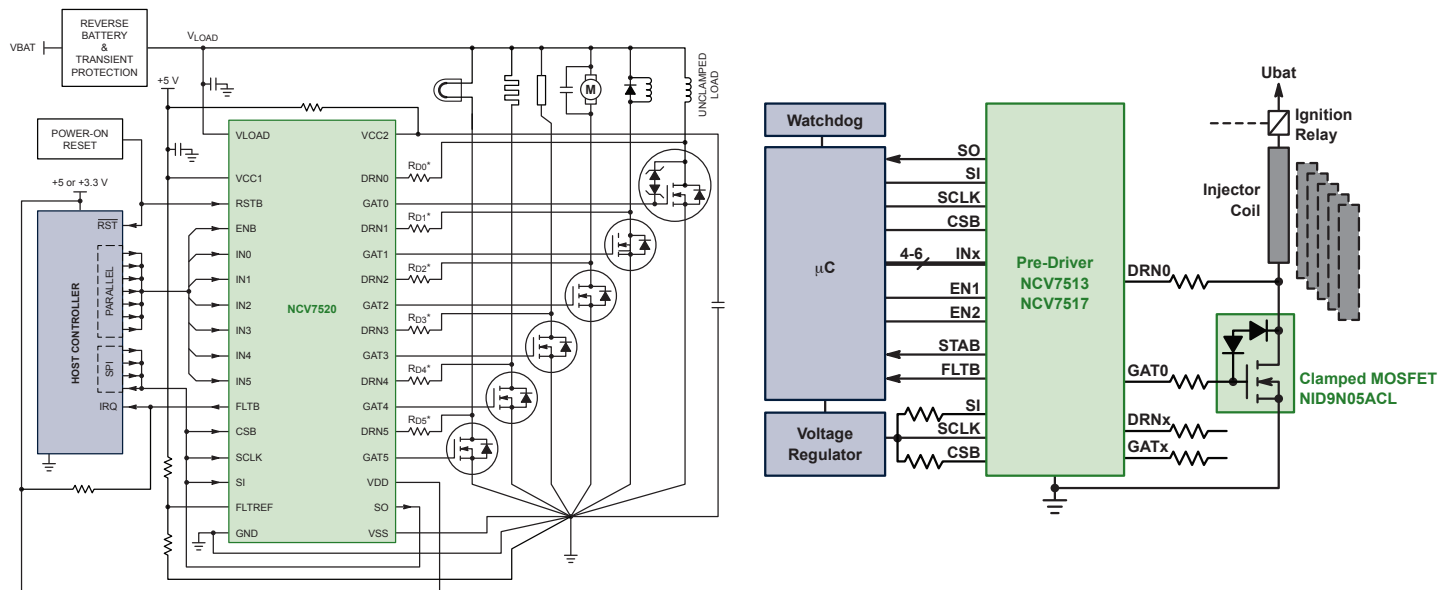 REVERSE
BATTERY
&
TRANSIENT
PROTECTION
VBAT
VLOAD
+5 V
UNCLAMPED
LOAD
M
POWER-ON
RESET
+5 or +3.3 V
HOST CONTROLLER
RST
PARALLEL
SPI
IRQ
NCV7520
VLOAD
VCC1
RSTB
ENB
IN0
IN1
IN2
IN3
IN4
IN5
FLTB
CSB
SCLK
SI
FLTREF
GND
VCC2
DRN0
GAT0
DRN1
GAT1
DRN2
GAT2
DRN3
GAT3
DRN4
GAT4
DRN5
GAT5
VDD
SO
VSS
RD0*
RD1*
RD2*
RD3*
RD4*
RD5*
Watchdog
µC
Voltage
Regulator
SO
SI
SCLK
CSB
4-6 INx
EN1
EN2
STAB
FLTB
SI
SCLK
CSB
Pre-Driver
NCV7513
NCV7517
DRN0
GAT0
DRNx
GATx
Ubat
Ignition
Relay
Injector
Coil
Clamped MOSFET
NID9N05ACL